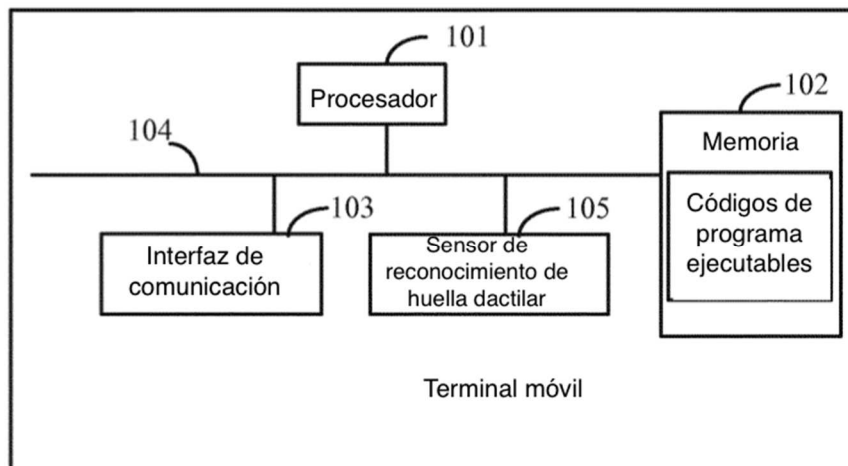 101
Procesador
102
104
Memoria
Códigos de
programa
ejecutables
103
105
Interfaz de
comunicación
Sensor de
reconocimiento de
huella dactilar
Terminal móvil